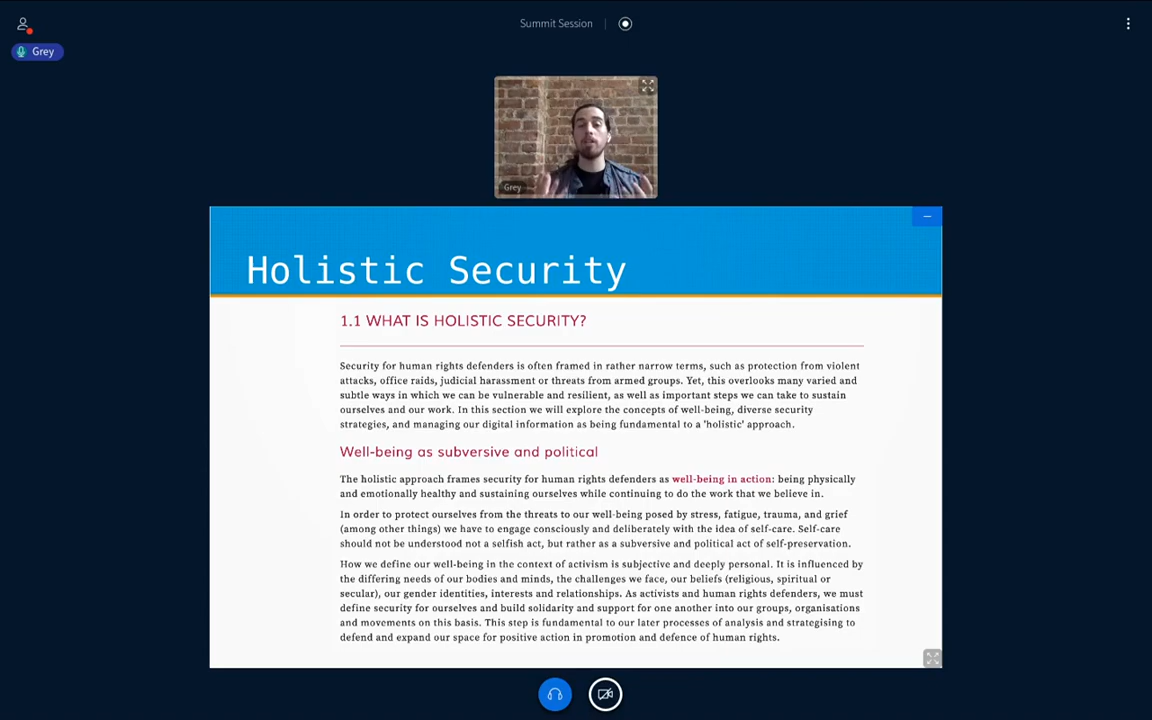 Summit Session
Grey
Grey
Holistic Security
1.1 WHAT IS HOLISTIC SECURITY?
Security for human rights defenders is often framed in rather narrow terms, such as protection from violent
attacks, office raids, judicial harassment or threats from armed groups. Yet, this overlooks many varied and
subtle ways in which we can be vulnerable and resilient, as well as important steps we can take to sustain
ourselves and our work. In this section we will explore the concepts of well-being, diverse security
strategies, and managing our digital information as being fundamental to a 'holistic' approach.
Well-being as subversive and political
The holistic approach frames security for human rights defenders as well-being in action: being physically
and emotionally healthy and sustaining ourselves while continuing to do the work that we believe in.
In order to protect ourselves from the threats to our well-being posed by stress, fatigue, trauma, and grief
(among other things) we have to engage consciously and deliberately with the idea of self-care. Self-care
should not be understood not a selfish act, but rather as a subversive and political act of self-preservation.
How we define our well-being in the context of activism is subjective and deeply personal. It is influenced by
the differing needs of our bodies and minds, the challenges we face, our beliefs (religious, spiritual or
secular), our gender identities, interests and relationships. As activists and human rights defenders, we must
define security for ourselves and build solidarity and support for one another into our groups, organisations
and movements on this basis. This step is fundamental to our later processes of analysis and strategising to
defend and expand our space for positive action in promotion and defence of human rights.